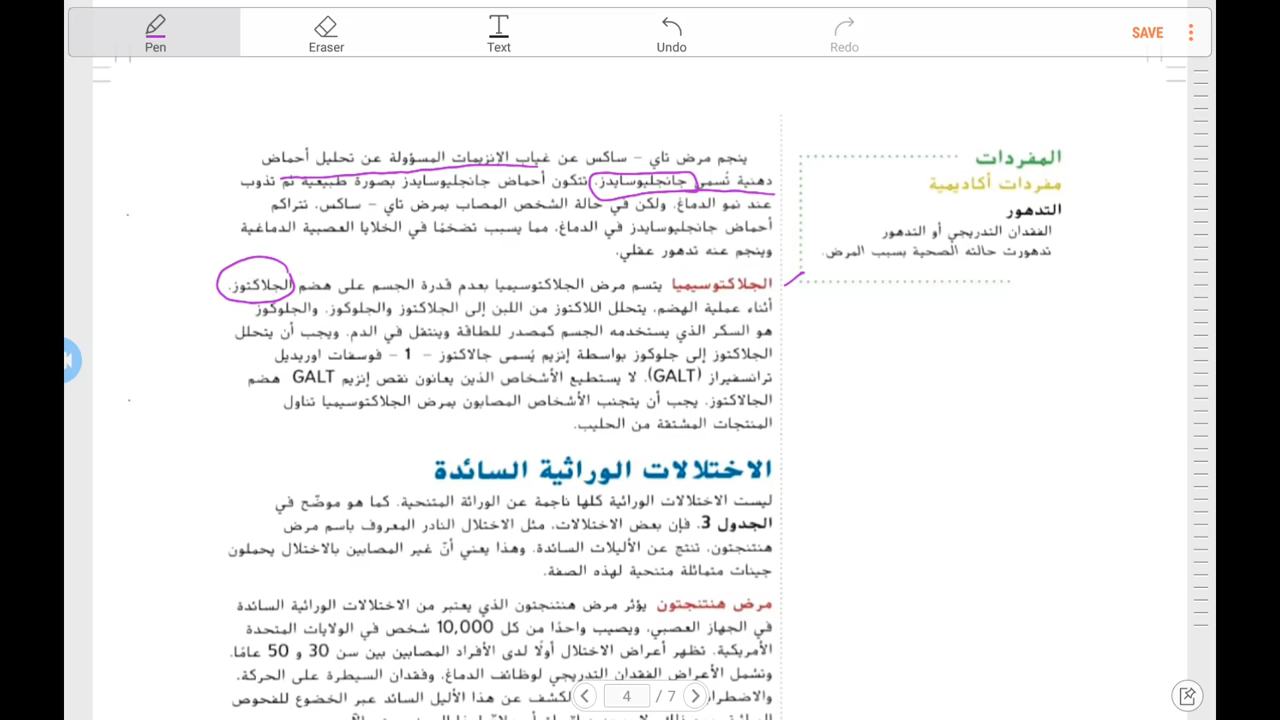 Pen
Eraser
Text
Undo
Redo
SAVE
ينجم مرض تاي - ساكس عن غياب الإنزيمات المسؤولة عن تحليل أحماض
دهنية تُسمى جانجليوسايدز. تتكون أحماض جانجليوسايدز بصورة طبيعية ثم تذوب
عند نمو الدماغ. ولكن في حالة الشخص المصاب بمرض تاي - ساكس، تتراكم
أحماض جانجليوسايدز في الدماغ، مما يسبب تضخمًا في الخلايا العصبية الدماغية
وينجم عنه تدهور عقلي.
الجلاكتوسيميا يتسم مرض الجلاكتوسيميا بعدم قدرة الجسم على هضم الجلاكتوز.
أثناء عملية الهضم، يتحلل اللاكتوز من اللبن إلى الجلاكتوز والجلوكوز. والجلوكوز
هو السكر الذي يستخدمه الجسم كمصدر للطاقة وينتقل في الدم. ويجب أن يتحلل
الجلاكتوز إلى جلوكوز بواسطة إنزيم يُسمى جالاكتوز - 1 - فوسفات اوريديل
ترانسفيراز (GALT). لا يستطيع الأشخاص الذين يعانون نقص إنزيم GALT هضم
الجالاكتوز. يجب أن يتجنب الأشخاص المصابون بمرض الجلاكتوسيميا تناول
المنتجات المشتقة من الحليب.
الاختلالات الوراثية السائدة
ليست الاختلالات الوراثية كلها ناجمة عن الوراثة المتنحية. كما هو موضّح في
الجدول 3، فإن بعض الاختلالات، مثل الاختلال النادر المعروف باسم مرض
هنتنجتون، تنتج عن الأليلات السائدة. وهذا يعني أنّ غير المصابين بالاختلال يحملون
جينات متماثلة متنحية لهذه الصفة.
مرض هنتنجتون يؤثر مرض هنتنجتون الذي يعتبر من الاختلالات الوراثية السائدة
في الجهاز العصبي، ويصيب واحدًا من كل 10,000 شخص في الولايات المتحدة
الأمريكية. تظهر أعراض الاختلال أولًا لدى الأفراد المصابين بين سن 30 و 50 عامًا.
وتشمل الأعراض الفقدان التدريجي لوظائف الدماغ، وفقدان السيطرة على الحركة،
والاضطرا لكشف عن هذا الأليل السائد عبر الخضوع للفحوص
المفردات
مفردات أكاديمية
التدهور
الفقدان التدريجي أو التدهور
تدهورت حالته الصحية بسبب المرض.
4 / 7